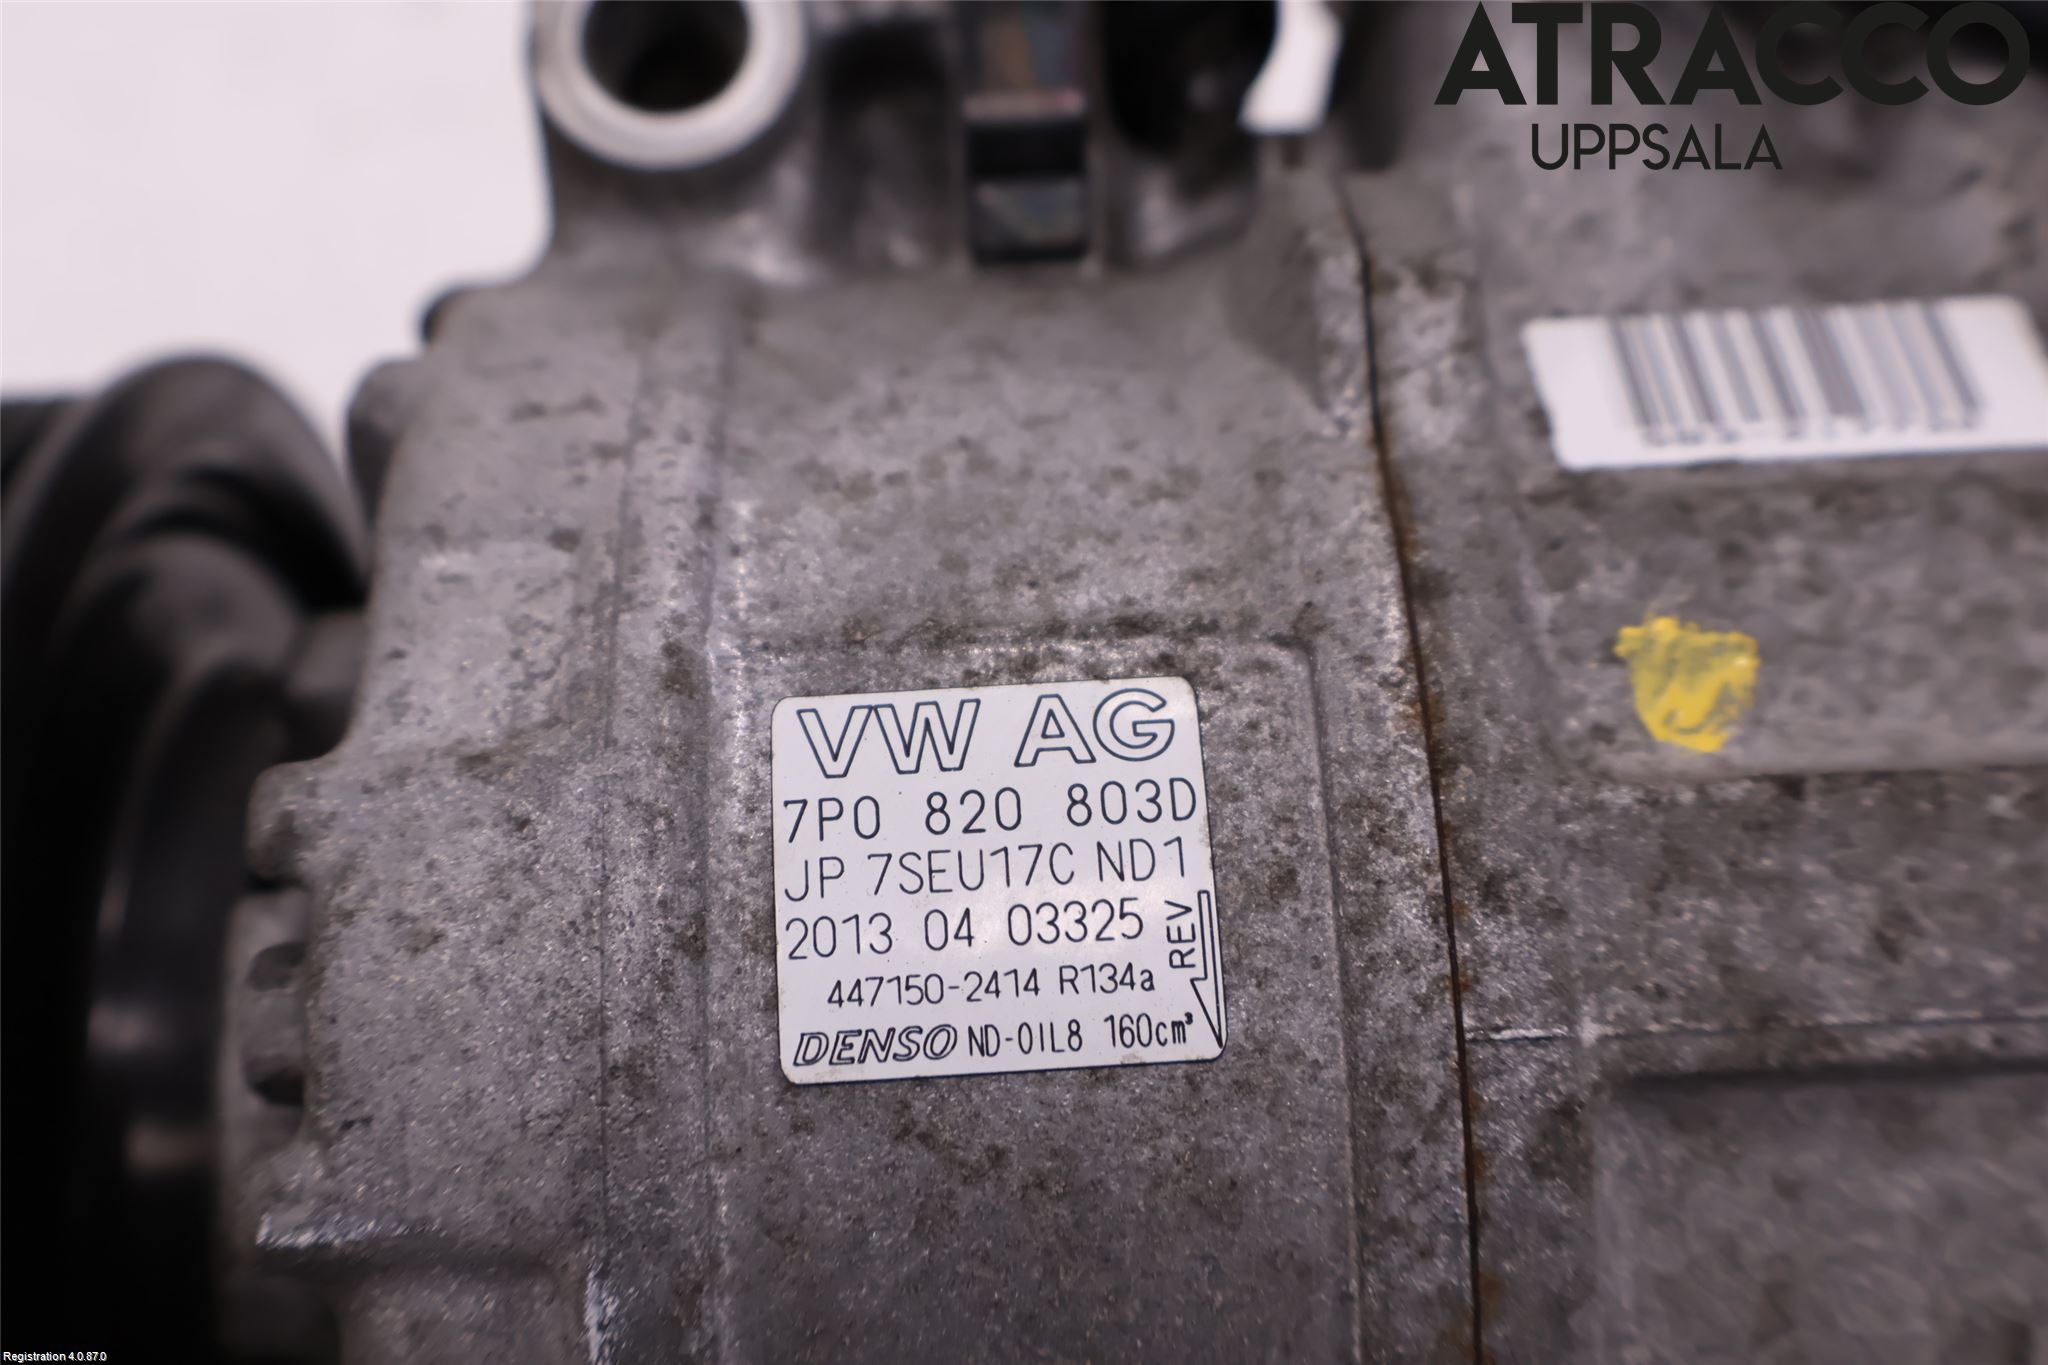 ATRACCO
UPPSALA
VW AG
7P0 820 803D
JP 7SEU17C ND1
2013 04 03325
REV
447150-2414 R134a
DENSO ND-OIL8 160cm³
Registration 4.0.87.0